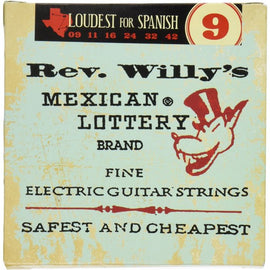 LOUDEST FOR SPANISH
09 11 16 24 32 42
9
Rev. Willy's
MEXICAN
LOTTERY
BRAND
FINE
ELECTRIC GUITAR STRINGS
SAFEST AND CHEAPEST